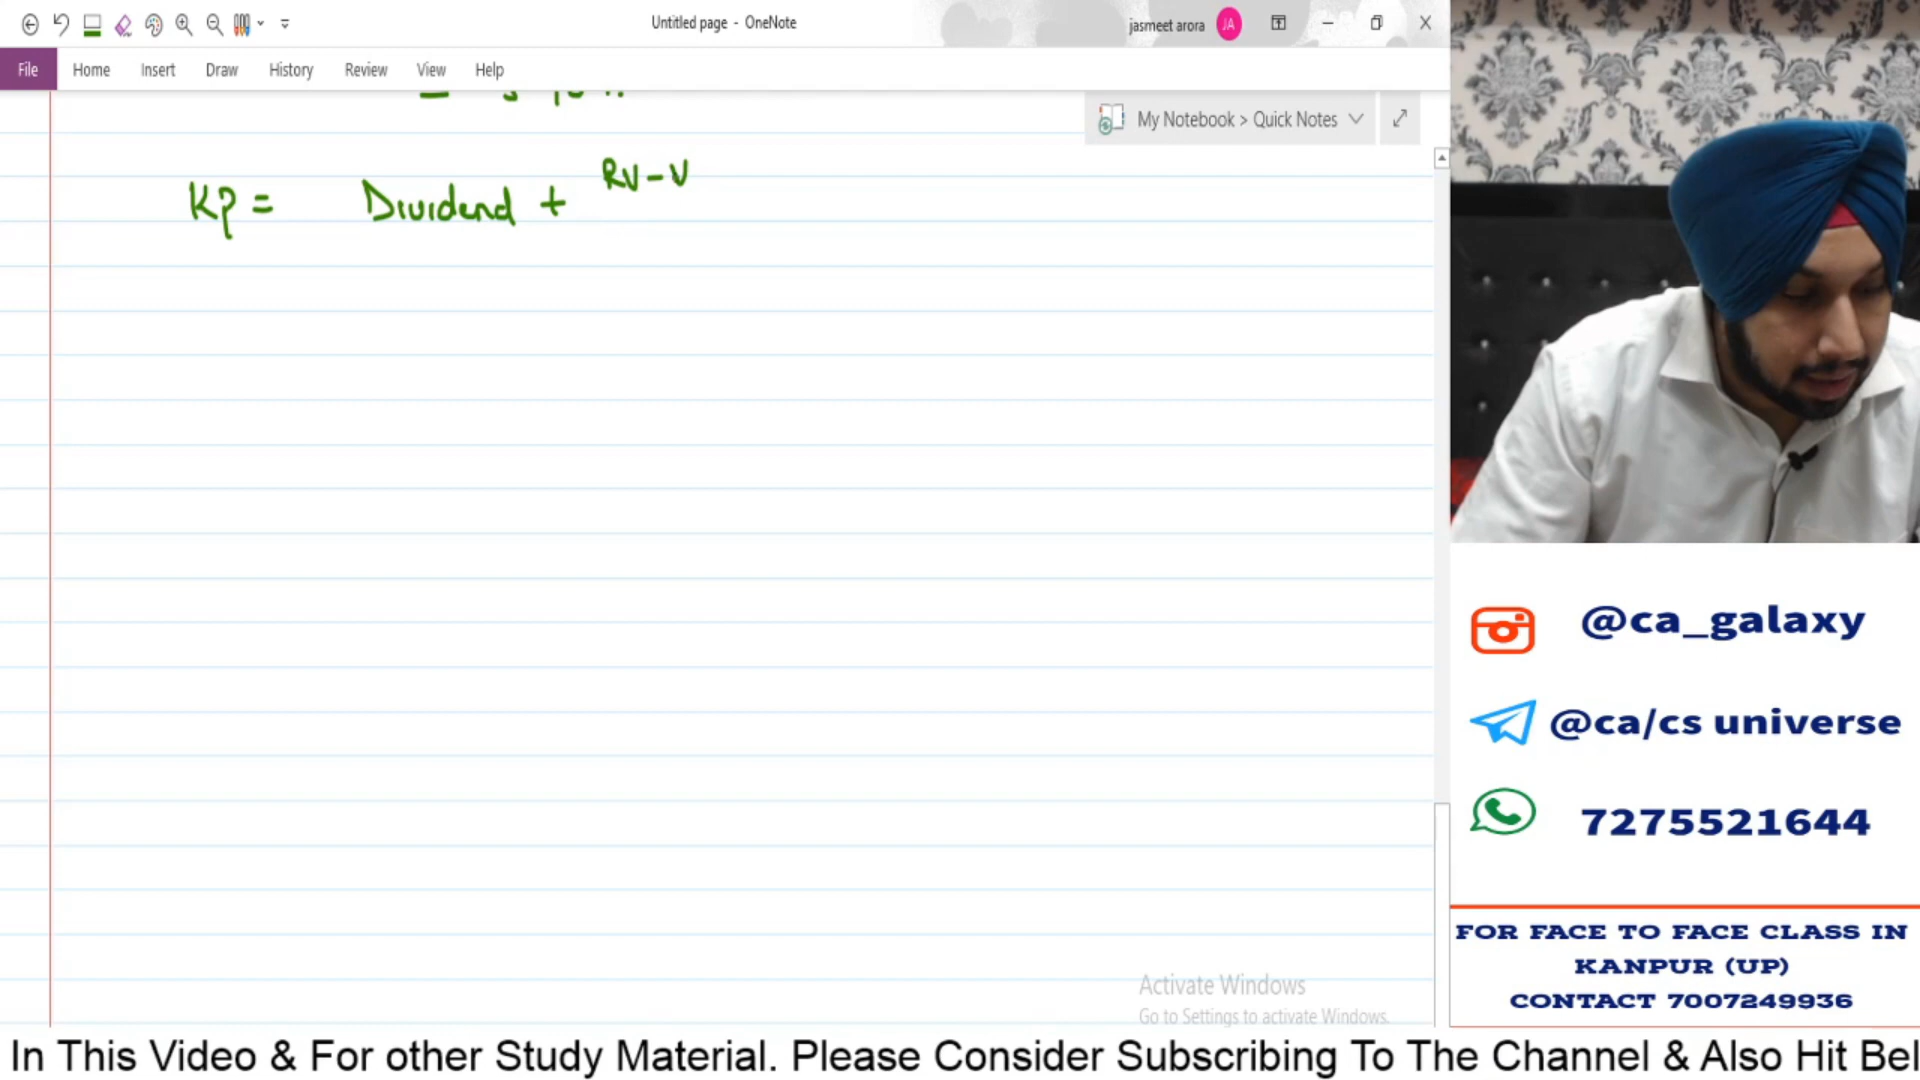 Untitled page - OneNote
jasmeet arora JA
File Home Insert Draw History Review View Help
My Notebook > Quick Notes
RV-V
Kp = Dividend +
@ca_galaxy
@ca/cs universe
7275521644
FOR FACE TO FACE CLASS IN
KANPUR (UP)
CONTACT 7007249936
Activate Windows
Go to Settings to activate Windows.
In This Video & For other Study Material. Please Consider Subscribing To The Channel & Also Hit Bel